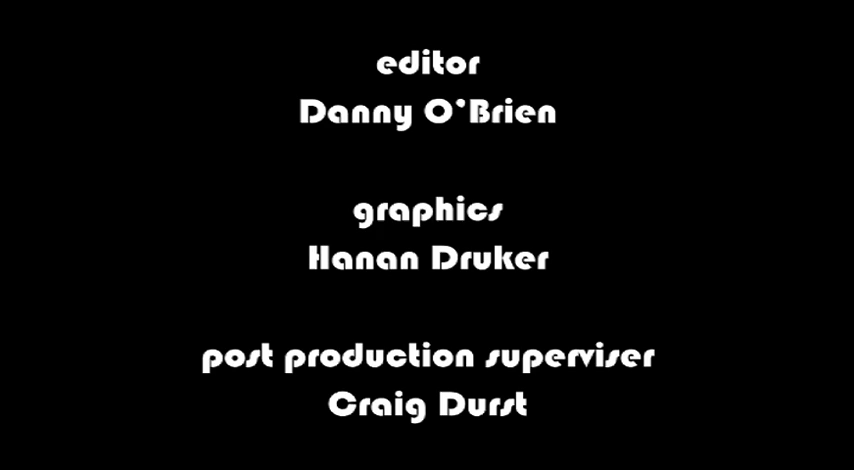 editor
Danny O'Brien
graphics
Hanan Druker
post production superviser
Craig Durst